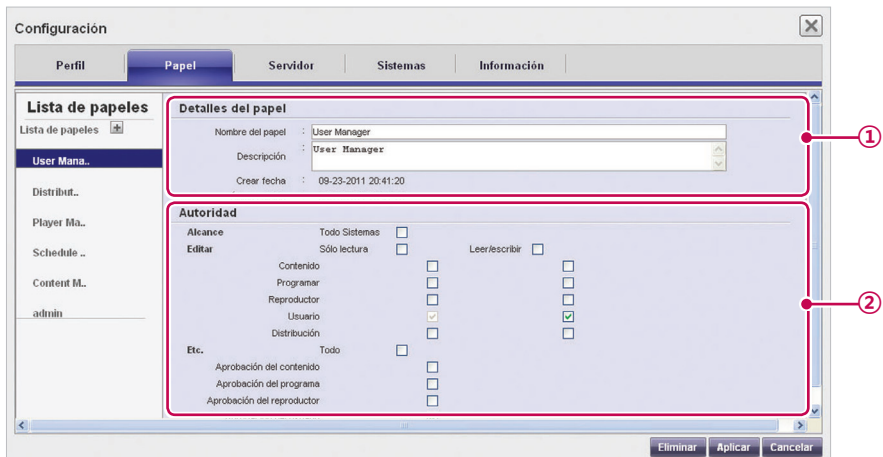 Configuración
Perfil Papel Servidor Sistemas Información
Lista de papeles
Lista de papeles
User Mana..
Distribut..
Player Ma..
Schedule ..
Content M..
admin
Detalles del papel
Nombre del papel : User Manager
Descripción : User Manager
Crear fecha : 09-23-2011 20:41:20
①
Autoridad
Alcance Todo Sistemas
Editar Sólo lectura Leer/escribir
Contenido
Programar
Reproductor
Usuario
Distribución
Etc. Todo
Aprobación del contenido
Aprobación del programa
Aprobación del reproductor
②
Eliminar Aplicar Cancelar